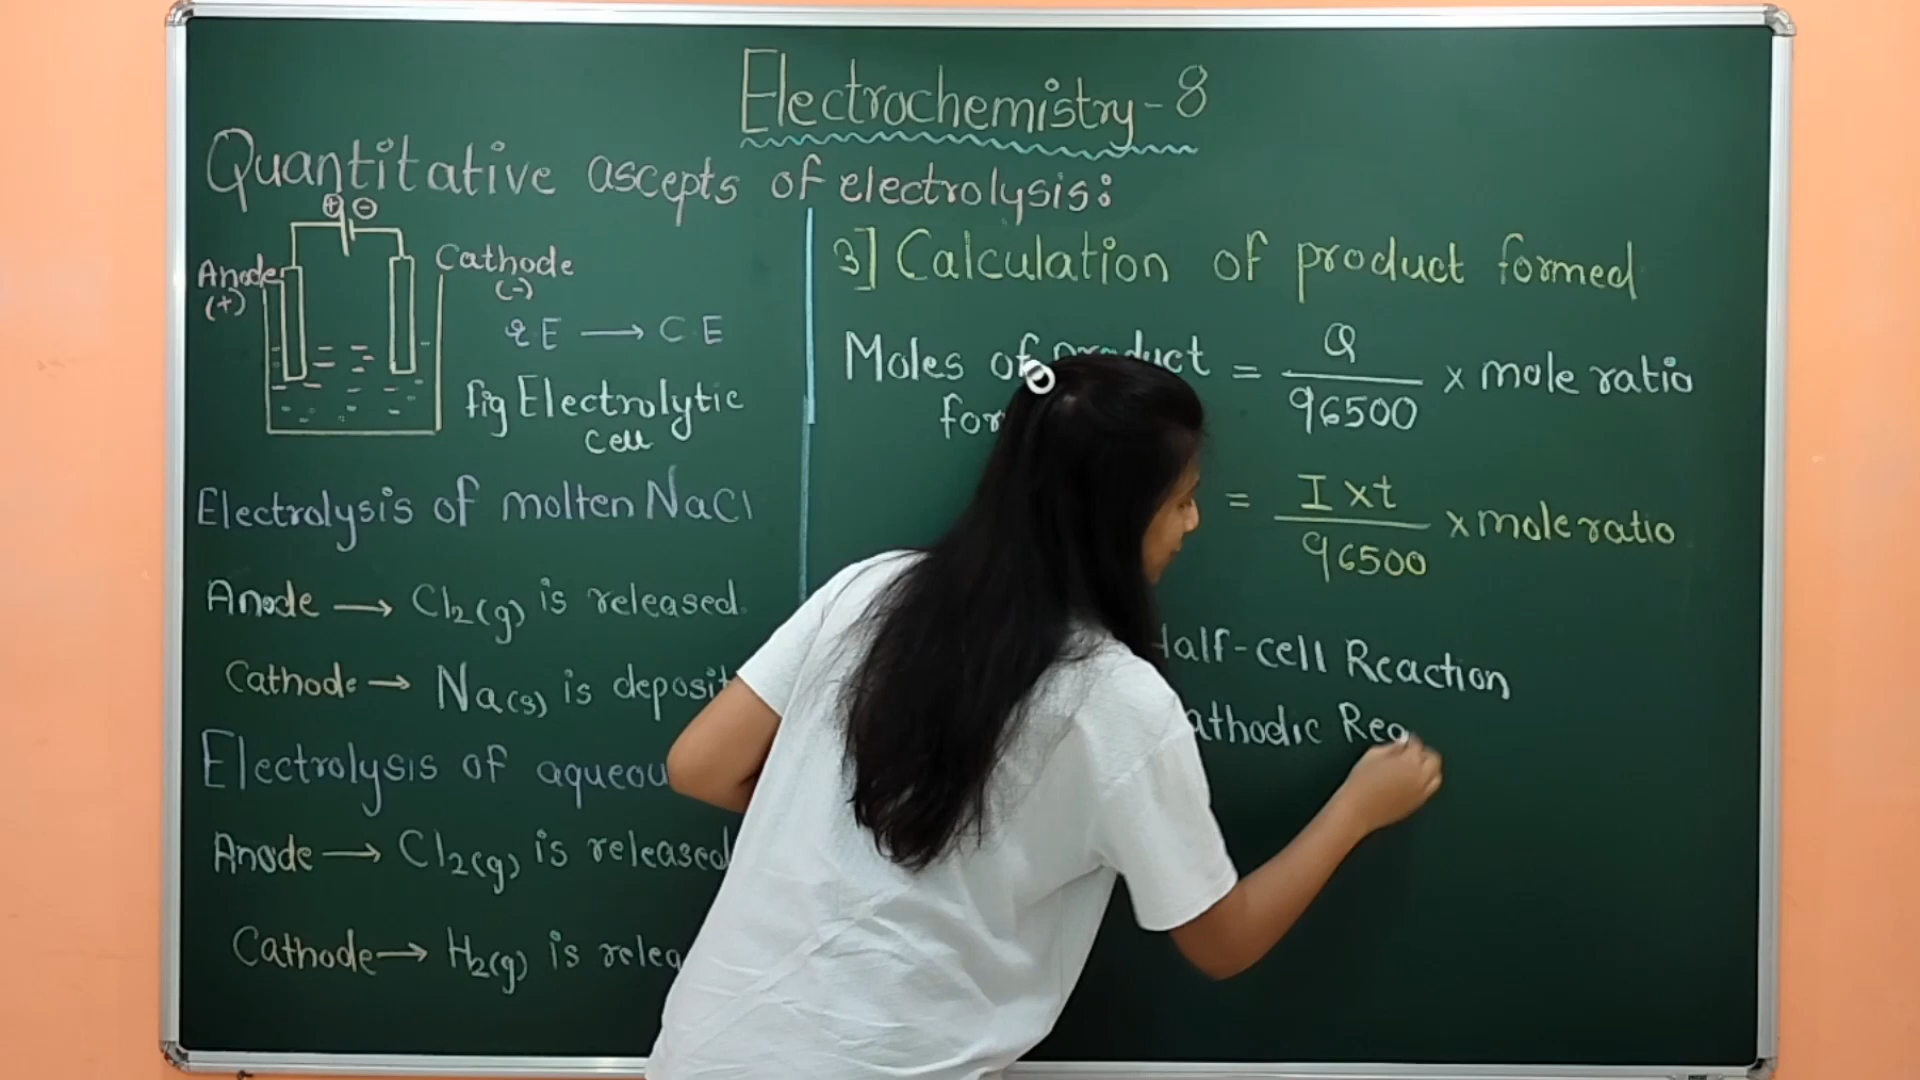 Electrochemistry-8
Quantitative ascepts of electrolysis:
⊕ ⊖
Anode
(+)
Cathode
(-)
E.E → C.E
fig Electrolytic
cell
Electrolysis of molten NaCl
Anode → Cl2(g) is released.
Cathode → Na(s) is deposit
Electrolysis of aqueou
Anode → Cl2(g) is released
Cathode → H2(g) is relea
3] Calculation of product formed
Moles of product = Q / 96500 × mole ratio
for
= I × t / 96500 × mole ratio
Half-cell Reaction
athodic Rea